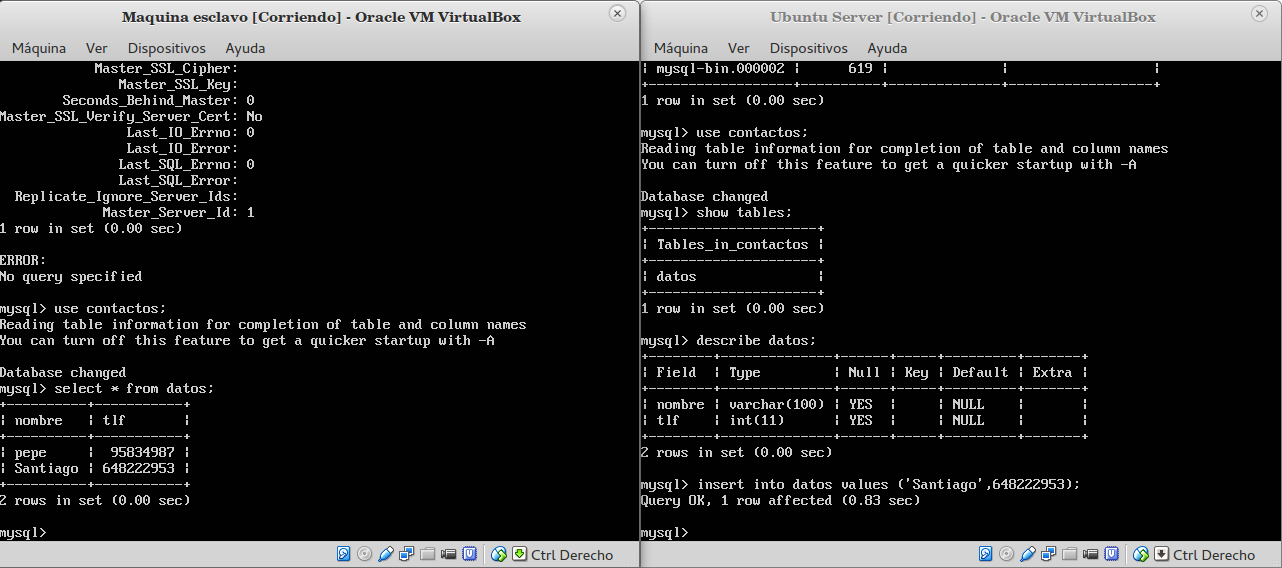 Maquina esclavo [Corriendo] - Oracle VM VirtualBox
Máquina Ver Dispositivos Ayuda
Master_SSL_Cipher:
Master_SSL_Key:
Seconds_Behind_Master: 0
Master_SSL_Verify_Server_Cert: No
Last_IO_Errno: 0
Last_IO_Error:
Last_SQL_Errno: 0
Last_SQL_Error:
Replicate_Ignore_Server_Ids:
Master_Server_Id: 1
1 row in set (0.00 sec)
ERROR:
No query specified
mysql> use contactos;
Reading table information for completion of table and column names
You can turn off this feature to get a quicker startup with -A
Database changed
mysql> select * from datos;
+----------+-----------+
| nombre   | tlf       |
+----------+-----------+
| pepe     |  95834987 |
| Santiago | 648222953 |
+----------+-----------+
2 rows in set (0.00 sec)
mysql>
Ctrl Derecho
Ubuntu Server [Corriendo] - Oracle VM VirtualBox
Máquina Ver Dispositivos Ayuda
| mysql-bin.000002 |      619 |              |                  |
+------------------+----------+--------------+------------------+
1 row in set (0.00 sec)
mysql> use contactos;
Reading table information for completion of table and column names
You can turn off this feature to get a quicker startup with -A
Database changed
mysql> show tables;
+---------------------+
| Tables_in_contactos |
+---------------------+
| datos               |
+---------------------+
1 row in set (0.00 sec)
mysql> describe datos;
+--------+--------------+------+-----+---------+-------+
| Field  | Type         | Null | Key | Default | Extra |
+--------+--------------+------+-----+---------+-------+
| nombre | varchar(100) | YES  |     | NULL    |       |
| tlf    | int(11)      | YES  |     | NULL    |       |
+--------+--------------+------+-----+---------+-------+
2 rows in set (0.00 sec)
mysql> insert into datos values ('Santiago',648222953);
Query OK, 1 row affected (0.83 sec)
mysql>
Ctrl Derecho